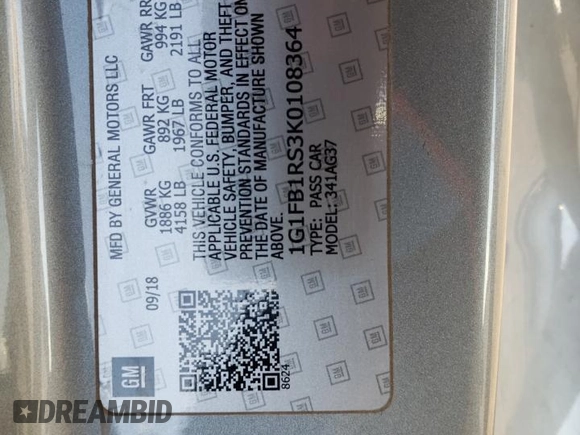 MFD BY GENERAL MOTORS LLC
09/18 GVWR GAWR FRT GAWR RR
1886 KG 892 KG 994 KG
4158 LB 1967 LB 2191 LB
THIS VEHICLE CONFORMS TO ALL
APPLICABLE U.S. FEDERAL MOTOR
VEHICLE SAFETY, BUMPER, AND THEFT
PREVENTION STANDARDS IN EFFECT ON
THE DATE OF MANUFACTURE SHOWN
ABOVE.
1G1FB1RS3K0108364
TYPE: PASS CAR
MODEL: 341AG37
GM
8624
DREAMBID